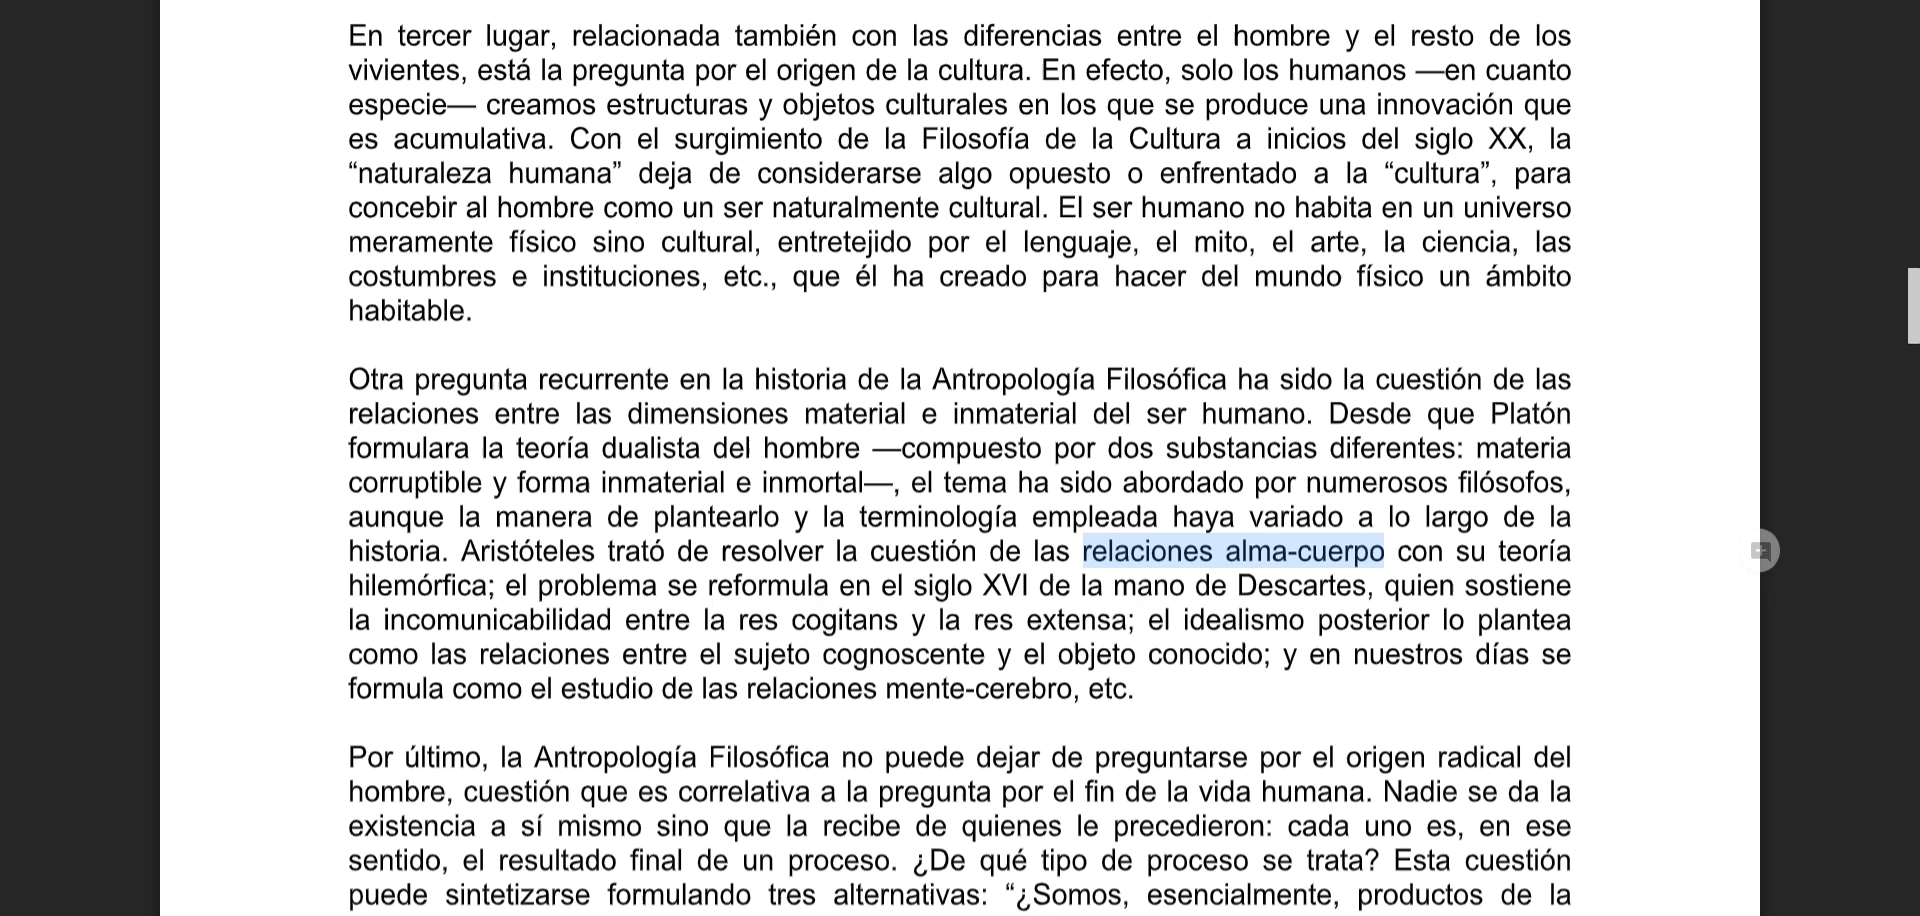 En tercer lugar, relacionada también con las diferencias entre el hombre y el resto de los
vivientes, está la pregunta por el origen de la cultura. En efecto, solo los humanos —en cuanto
especie— creamos estructuras y objetos culturales en los que se produce una innovación que
es acumulativa. Con el surgimiento de la Filosofía de la Cultura a inicios del siglo XX, la
“naturaleza humana” deja de considerarse algo opuesto o enfrentado a la “cultura”, para
concebir al hombre como un ser naturalmente cultural. El ser humano no habita en un universo
meramente físico sino cultural, entretejido por el lenguaje, el mito, el arte, la ciencia, las
costumbres e instituciones, etc., que él ha creado para hacer del mundo físico un ámbito
habitable.
Otra pregunta recurrente en la historia de la Antropología Filosófica ha sido la cuestión de las
relaciones entre las dimensiones material e inmaterial del ser humano. Desde que Platón
formulara la teoría dualista del hombre —compuesto por dos substancias diferentes: materia
corruptible y forma inmaterial e inmortal—, el tema ha sido abordado por numerosos filósofos,
aunque la manera de plantearlo y la terminología empleada haya variado a lo largo de la
historia. Aristóteles trató de resolver la cuestión de las relaciones alma-cuerpo con su teoría
hilemórfica; el problema se reformula en el siglo XVI de la mano de Descartes, quien sostiene
la incomunicabilidad entre la res cogitans y la res extensa; el idealismo posterior lo plantea
como las relaciones entre el sujeto cognoscente y el objeto conocido; y en nuestros días se
formula como el estudio de las relaciones mente-cerebro, etc.
Por último, la Antropología Filosófica no puede dejar de preguntarse por el origen radical del
hombre, cuestión que es correlativa a la pregunta por el fin de la vida humana. Nadie se da la
existencia a sí mismo sino que la recibe de quienes le precedieron: cada uno es, en ese
sentido, el resultado final de un proceso. ¿De qué tipo de proceso se trata? Esta cuestión
puede sintetizarse formulando tres alternativas: “¿Somos, esencialmente, productos de la